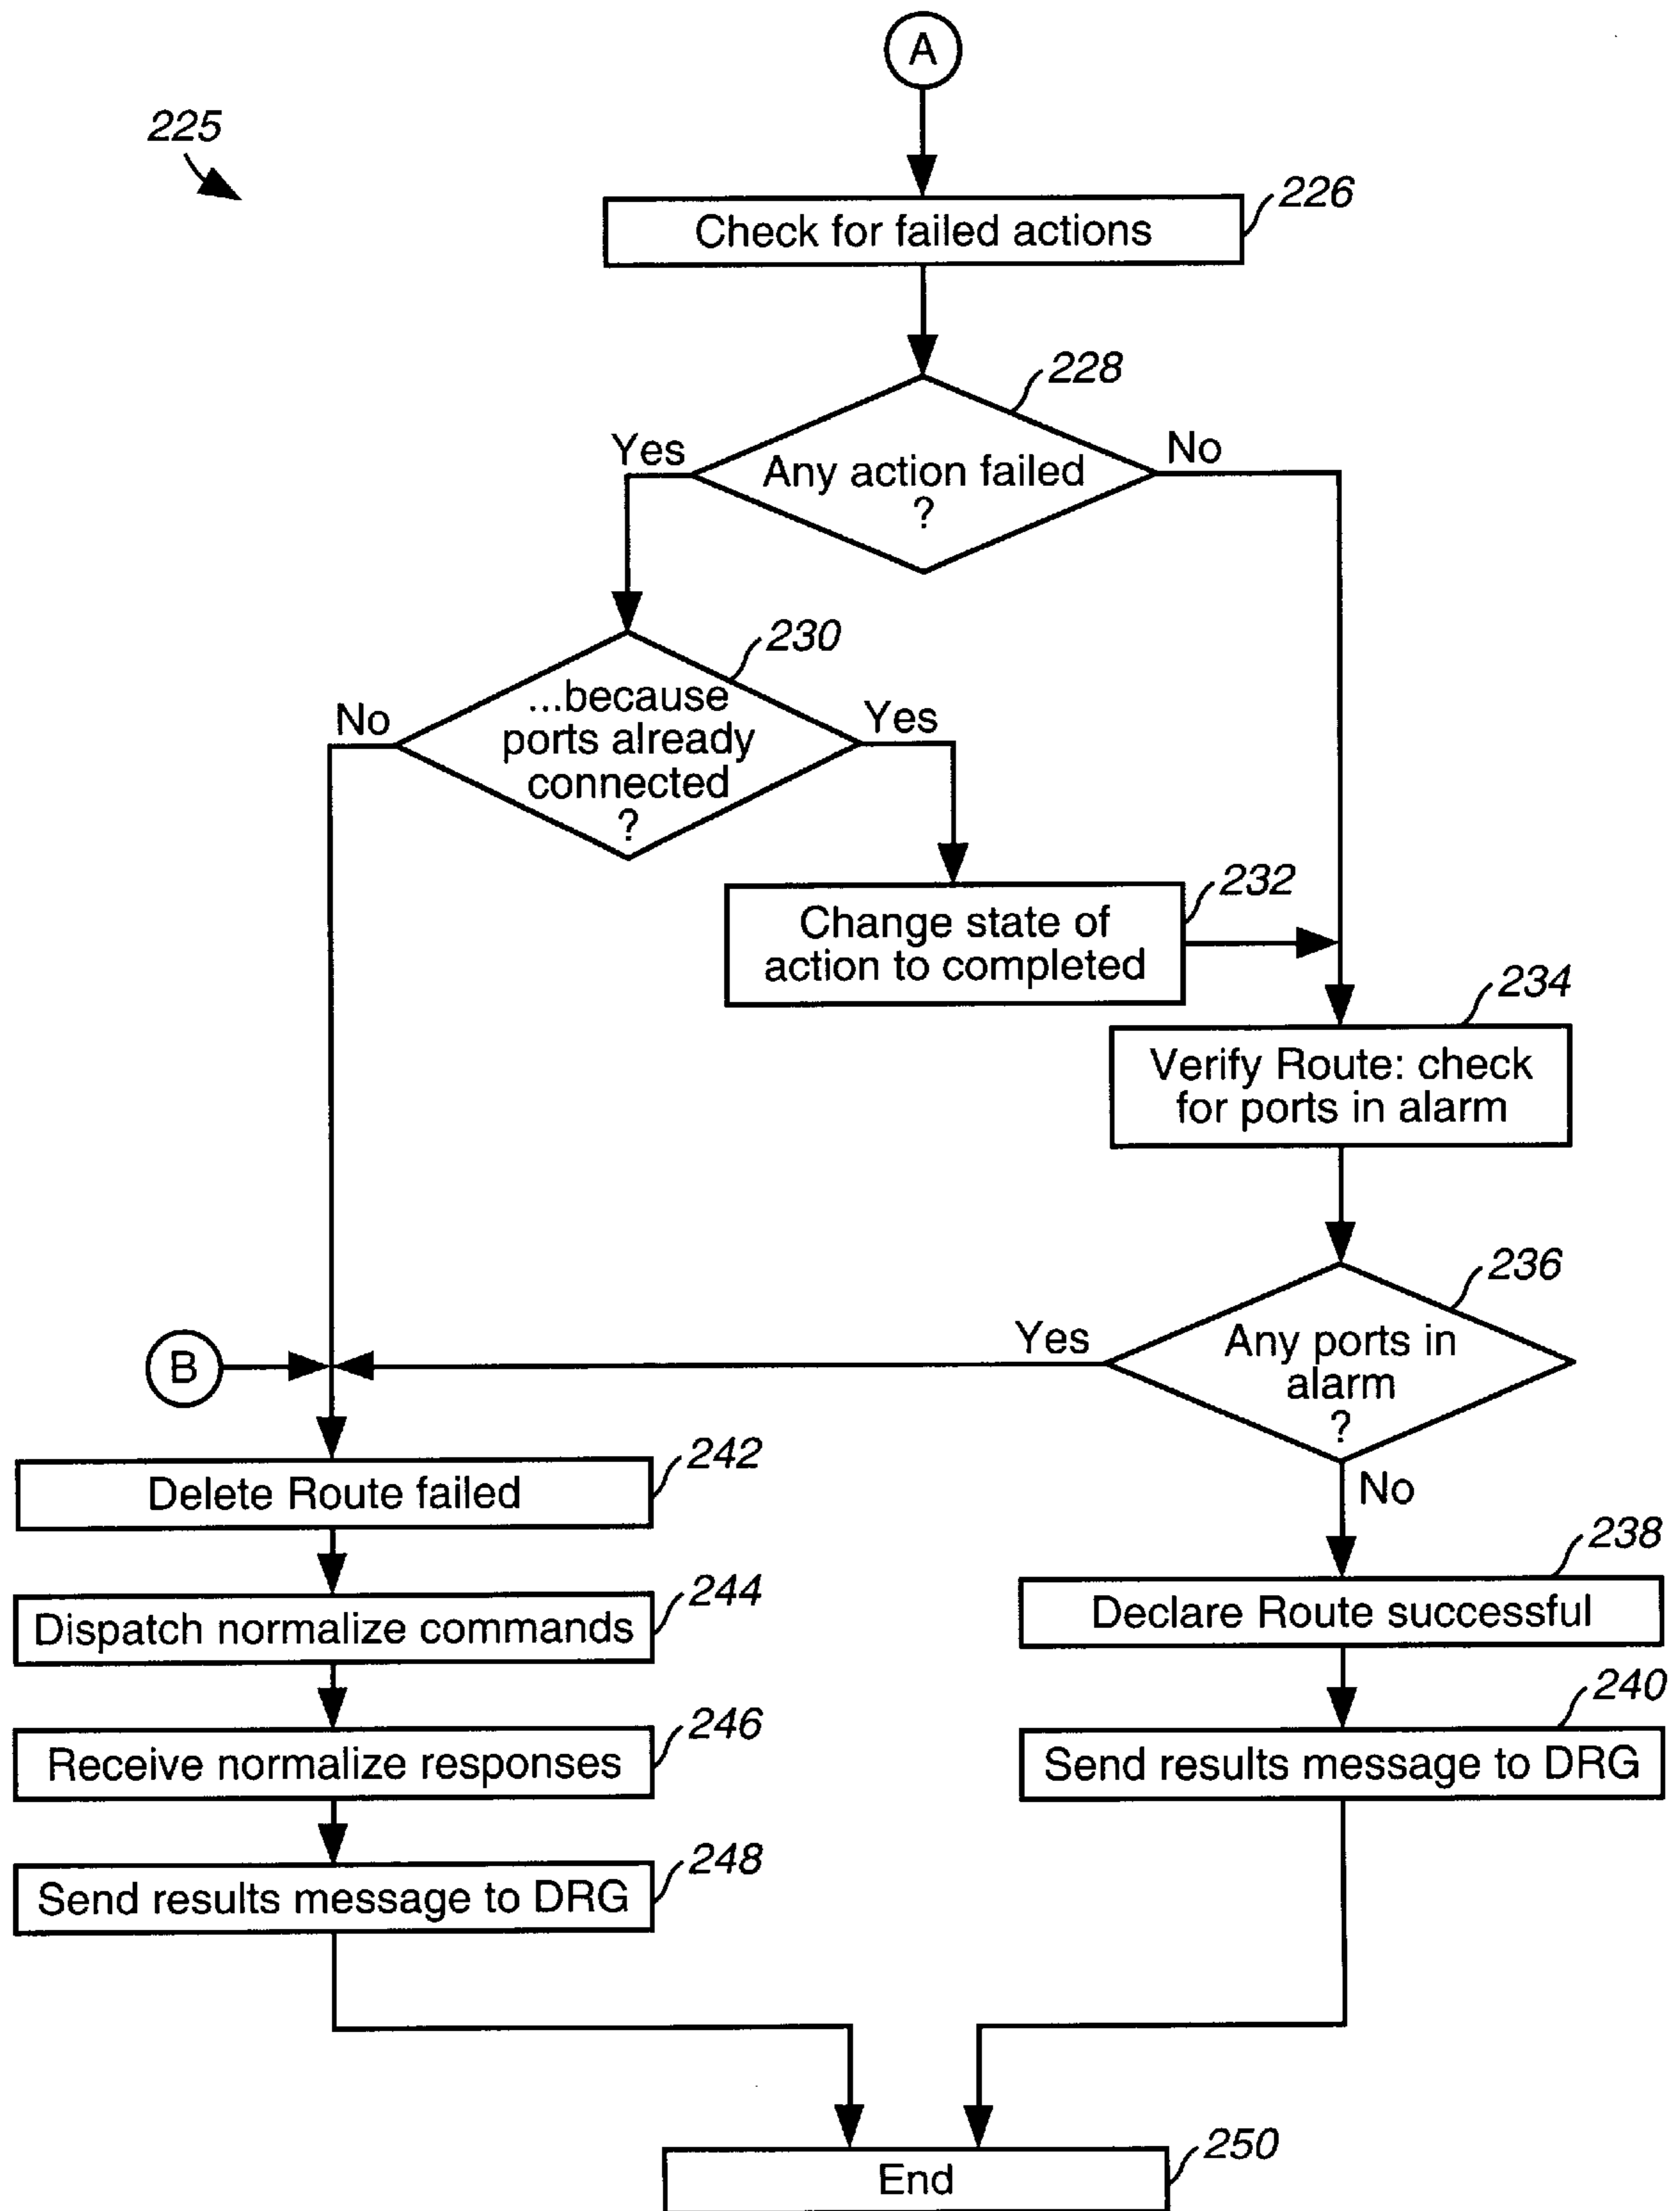 A
225
226
Check for failed actions
228
Yes
No
Any action failed
?
230
...because
ports already
connected
?
No
Yes
232
Change state of
action to completed
234
Verify Route: check
for ports in alarm
236
Yes
Any ports in
alarm
?
B
No
242
Delete Route failed
238
Declare Route successful
244
Dispatch normalize commands
240
Send results message to DRG
246
Receive normalize responses
248
Send results message to DRG
250
End